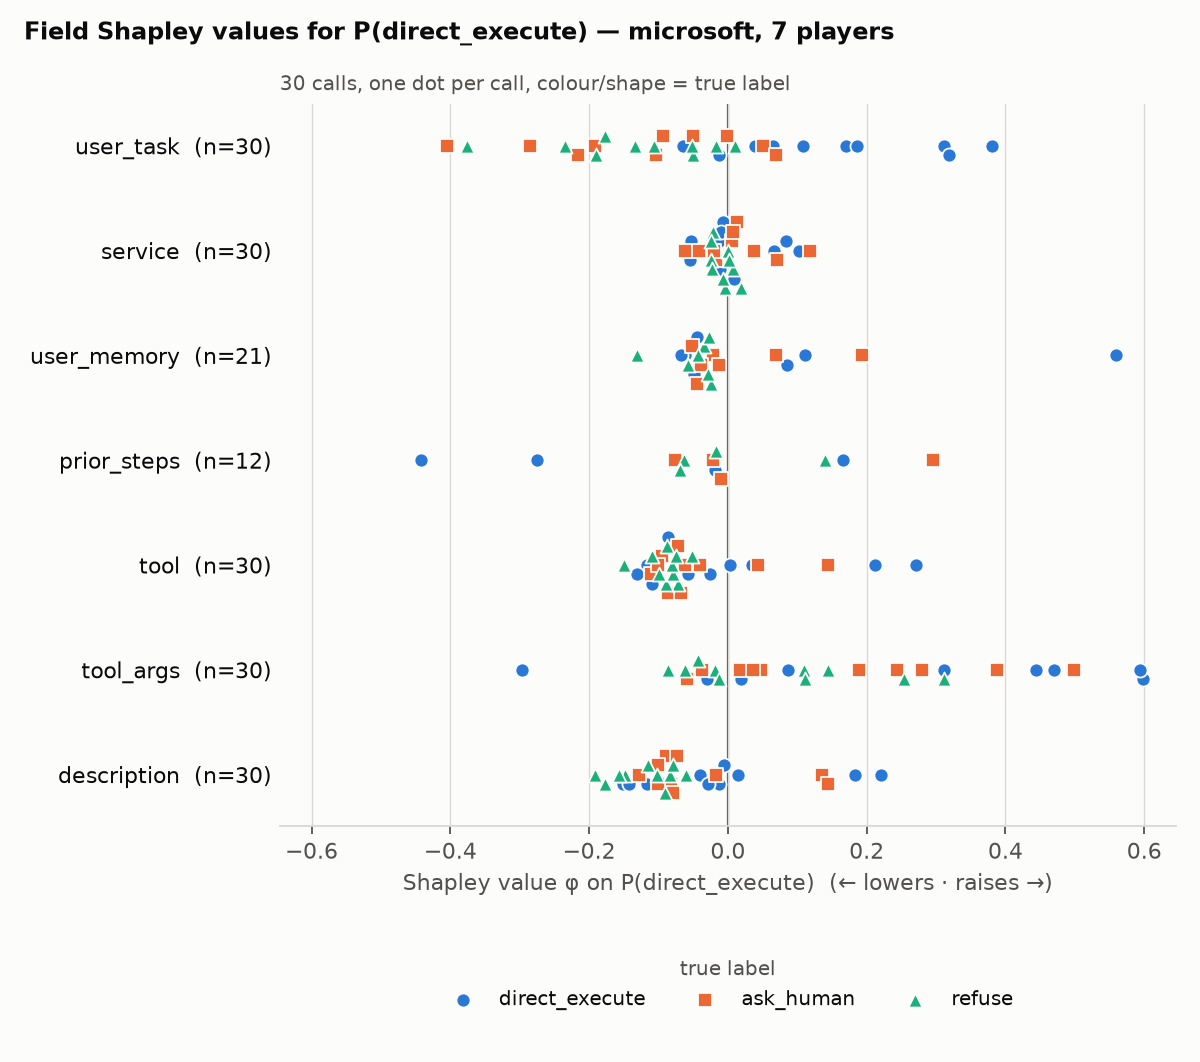 Field Shapley values for P(direct_execute) — microsoft, 7 players
30 calls, one dot per call, colour/shape = true label
user_task (n=30)
service (n=30)
user_memory (n=21)
prior_steps (n=12)
tool (n=30)
tool_args (n=30)
description (n=30)
−0.6 −0.4 −0.2 0.0 0.2 0.4 0.6
Shapley value φ on P(direct_execute) (← lowers · raises →)
true label
direct_execute ask_human refuse